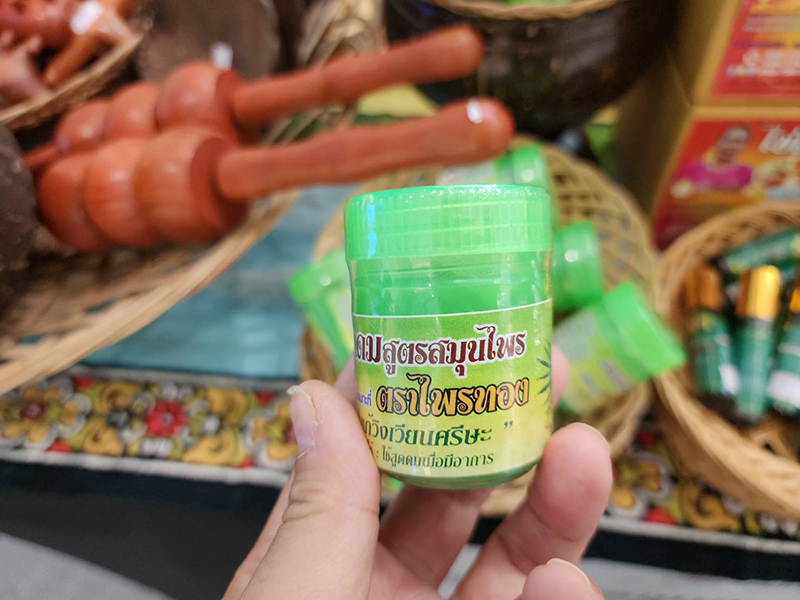 ดมสูตรสมุนไพร
ตราไพรทอง
แก้วิงเวียนศรีษะ ”
: ใช้สูดดมเมื่อมีอาการ